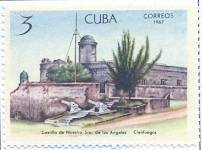 3 CUBA CORREOS
1967
Castillo de Nuestra Sra. de los Angeles Cienfuegos